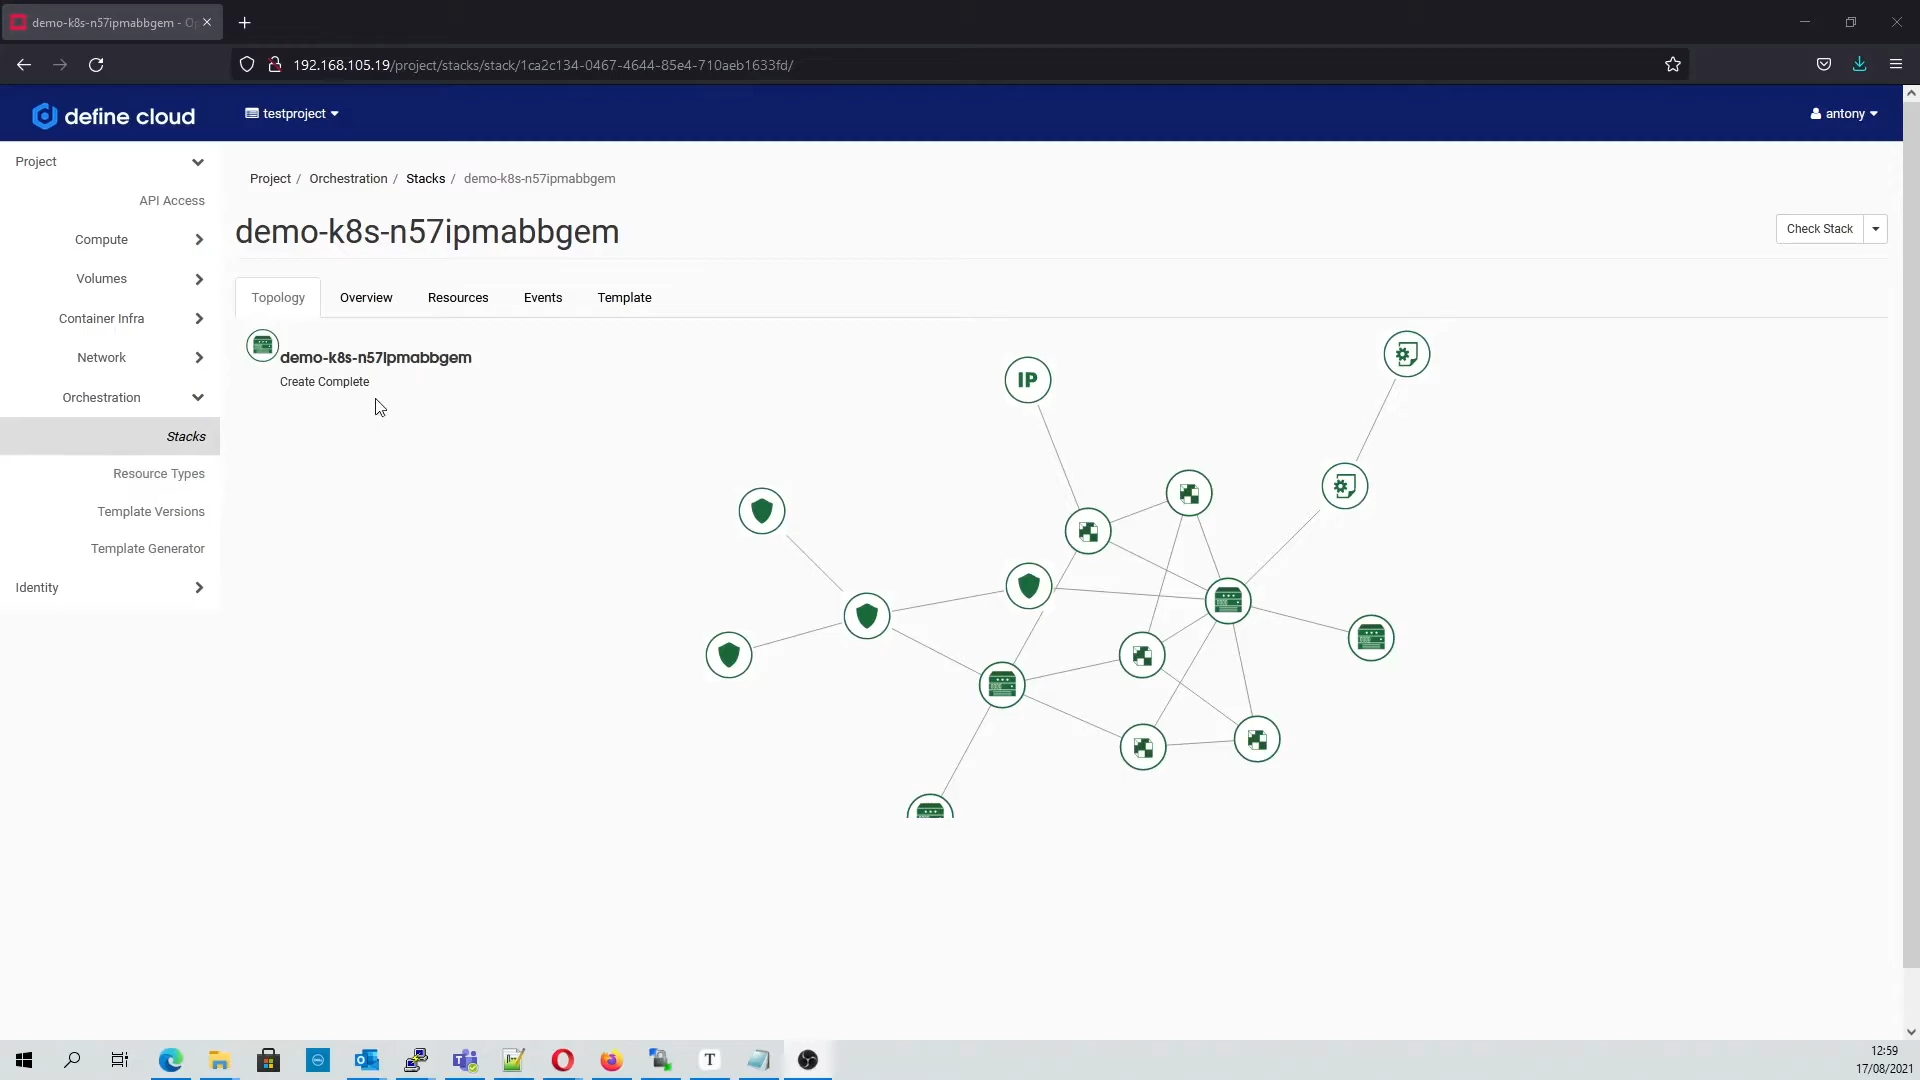 demo-k8s-n57ipmabbgem - O
192.168.105.19/project/stacks/stack/1ca2c134-0467-4644-85e4-710aeb1633fd/
define cloud
testproject
antony
Project
API Access
Compute
Volumes
Container Infra
Network
Orchestration
Stacks
Resource Types
Template Versions
Template Generator
Identity
Project / Orchestration / Stacks / demo-k8s-n57ipmabbgem
demo-k8s-n57ipmabbgem
Check Stack
Topology Overview Resources Events Template
demo-k8s-n57ipmabbgem
Create Complete
IP
T
12:59
17/08/2021